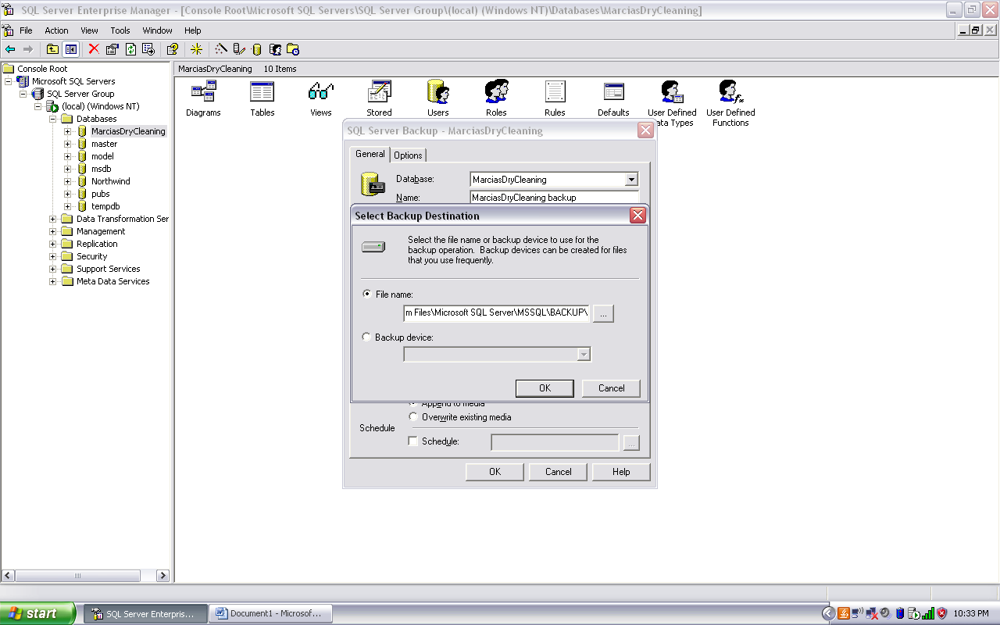 SQL Server Enterprise Manager - [Console Root\Microsoft SQL Servers\SQL Server Group\(local) (Windows NT)\Databases\MarciasDryCleaning]
File Action View Tools Window Help
Console Root
Microsoft SQL Servers
SQL Server Group
(local) (Windows NT)
Databases
MarciasDryCleaning
master
model
msdb
Northwind
pubs
tempdb
Data Transformation Ser
Management
Replication
Security
Support Services
Meta Data Services
MarciasDryCleaning 10 Items
Diagrams Tables Views Stored Users Roles Rules Defaults User Defined User Defined
ata Types Functions
SQL Server Backup - MarciasDryCleaning
General Options
Database: MarciasDryCleaning
Name: MarciasDryCleaning backup
Select Backup Destination
Select the file name or backup device to use for the
backup operation. Backup devices can be created for files
that you use frequently.
File name:
m Files\Microsoft SQL Server\MSSQL\BACKUP\ ...
Backup device:
OK Cancel
Append to media
Overwrite existing media
Schedule
Schedule: ...
OK Cancel Help
start SQL Server Enterpris... Document1 - Microsof... 10:33 PM